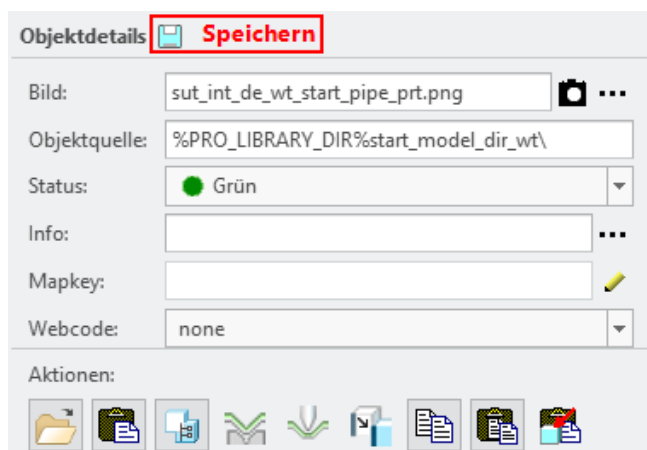 Objektdetails Speichern
Bild: sut_int_de_wt_start_pipe_prt.png
Objektquelle: %PRO_LIBRARY_DIR%start_model_dir_wt\
Status: Grün
Info:
Mapkey:
Webcode: none
Aktionen: